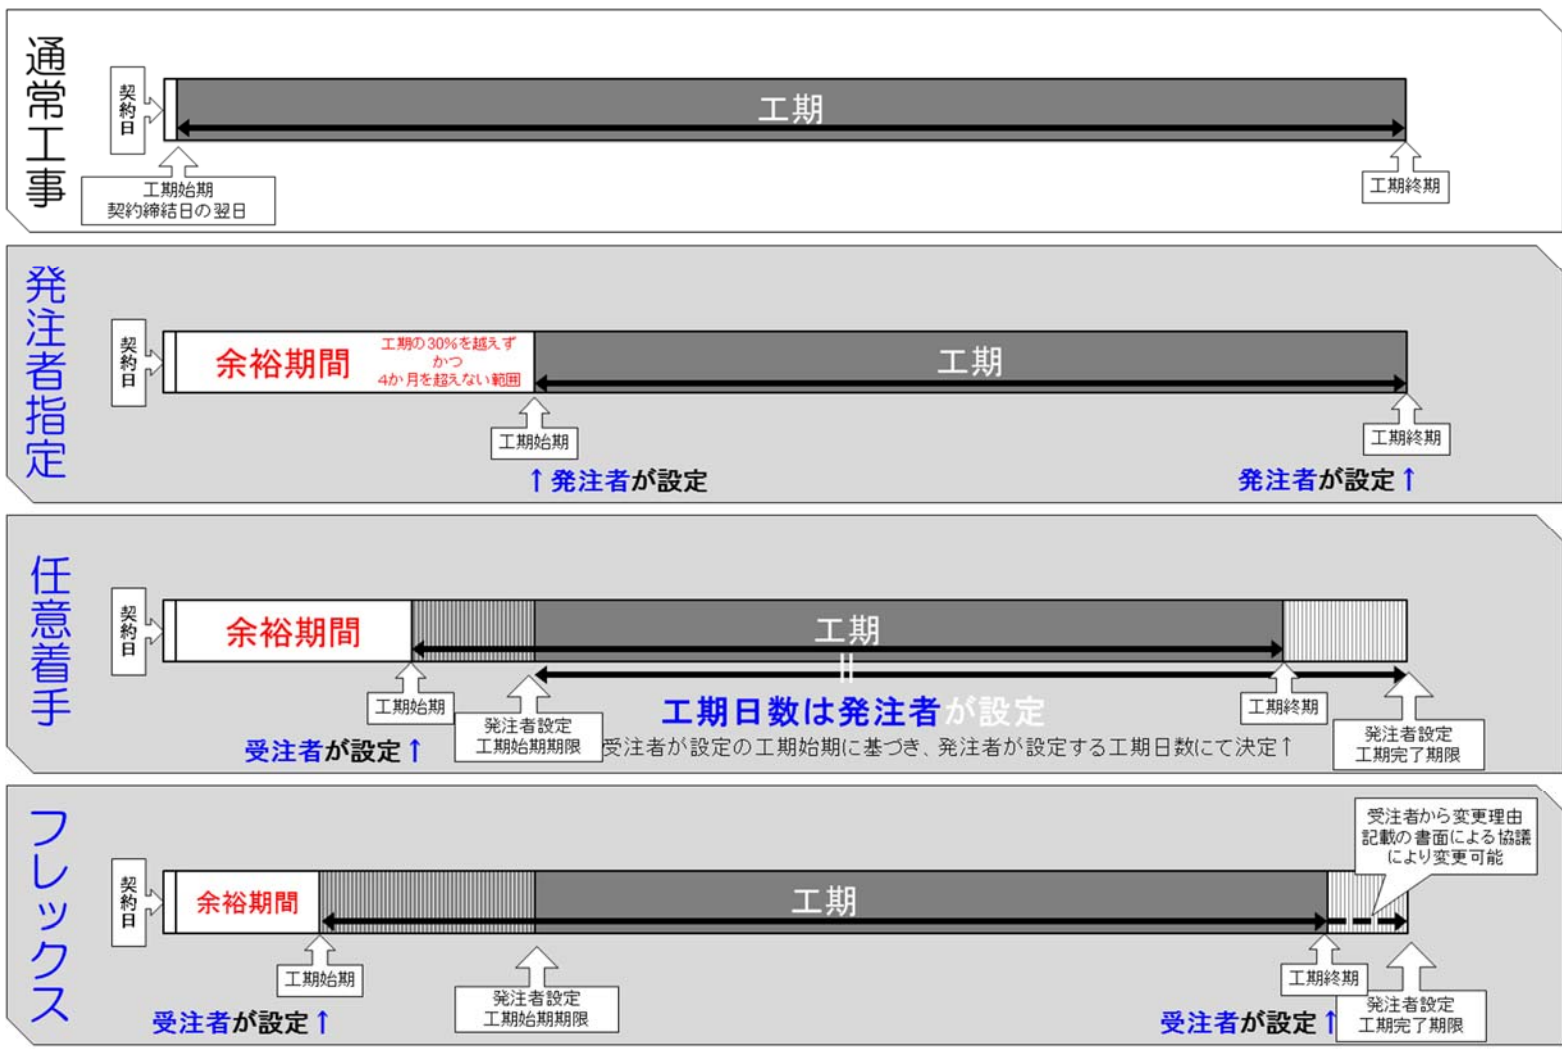 通常工事
契約日
工期
工期始期
契約締結日の翌日
工期終期
発注者指定
契約日
余裕期間
工期の30%を越えず
かつ
4か月を超えない範囲
工期
工期始期
工期終期
↑発注者が設定
発注者が設定↑
任意着手
契約日
余裕期間
工期
工期始期
発注者設定
工期始期期限
工期日数は発注者が設定
工期終期
発注者設定
工期完了期限
受注者が設定↑
受注者が設定の工期始期に基づき、発注者が設定する工期日数にて決定↑
フレックス
契約日
余裕期間
工期
受注者から変更理由
記載の書面による協議
により変更可能
工期始期
発注者設定
工期始期期限
工期終期
発注者設定
工期完了期限
受注者が設定↑
受注者が設定↑